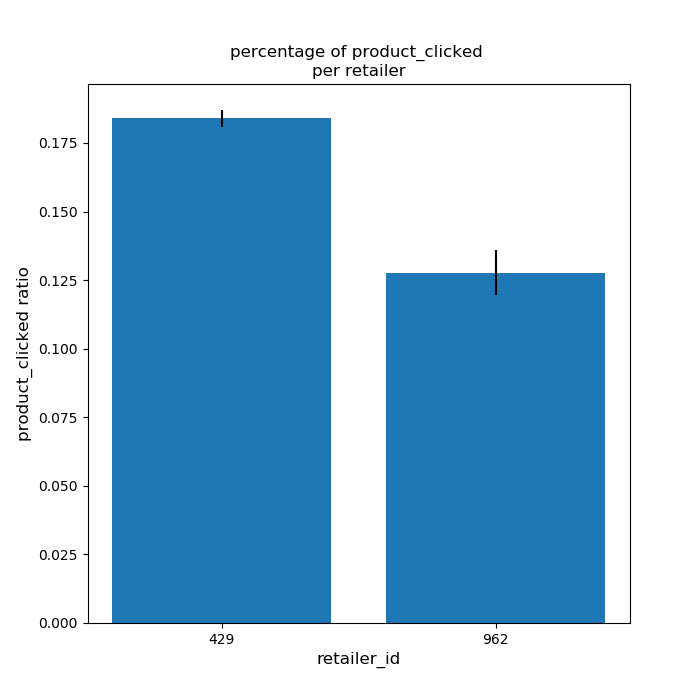 percentage of product_clicked
per retailer
product_clicked ratio
0.175
0.150
0.125
0.100
0.075
0.050
0.025
0.000
429
962
retailer_id